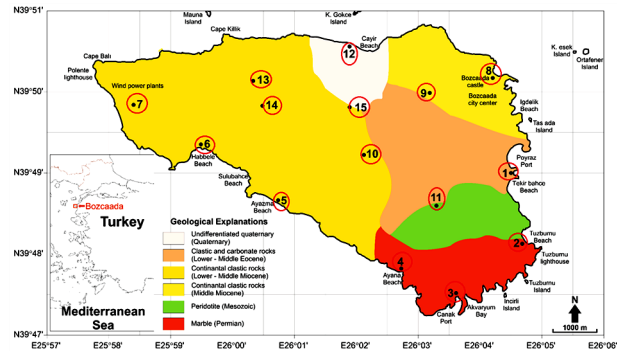 N39°51'
N39°50'
N39°49'
N39°48'
N39°47'
Mauna
Island
Cape Killik
K. Gokce
Island
Cayir
Beach
12
Cape Balı
Polente
lighthouse
Wind power plants
7
13
14
15
9
8
Bozcaada
castle
Bozcaada
city center
K. esek
Island
Ortafener
Island
Igdelik
Beach
Tas ada
Island
Poyraz
Port
1
Tekir bahce
Beach
6
Habbele
Beach
10
Sulubahce
Beach
Ayazma
Beach
5
11
2
Tuzburnu
Beach
Tuzburnu
lighthouse
Tuzburnu
Island
4
Ayana
Beach
3
Canak
Port
Akvaryum
Bay
Incirli
Island
Bozcaada
Turkey
Mediterranean
Sea
Geological Explanations
Undifferentiated quaternary
(Quaternary)
Clastic and carbonate rocks
(Lower - Middle Eocene)
Continantal clastic rocks
(Lower - Middle Miocene)
Continantal clastic rocks
(Middle Miocene)
Peridotite (Mesozoic)
Marble (Permian)
N
1000 m
E25°57'
E25°58'
E25°59'
E26°00'
E26°01'
E26°02'
E26°03'
E26°04'
E26°05'
E26°06'